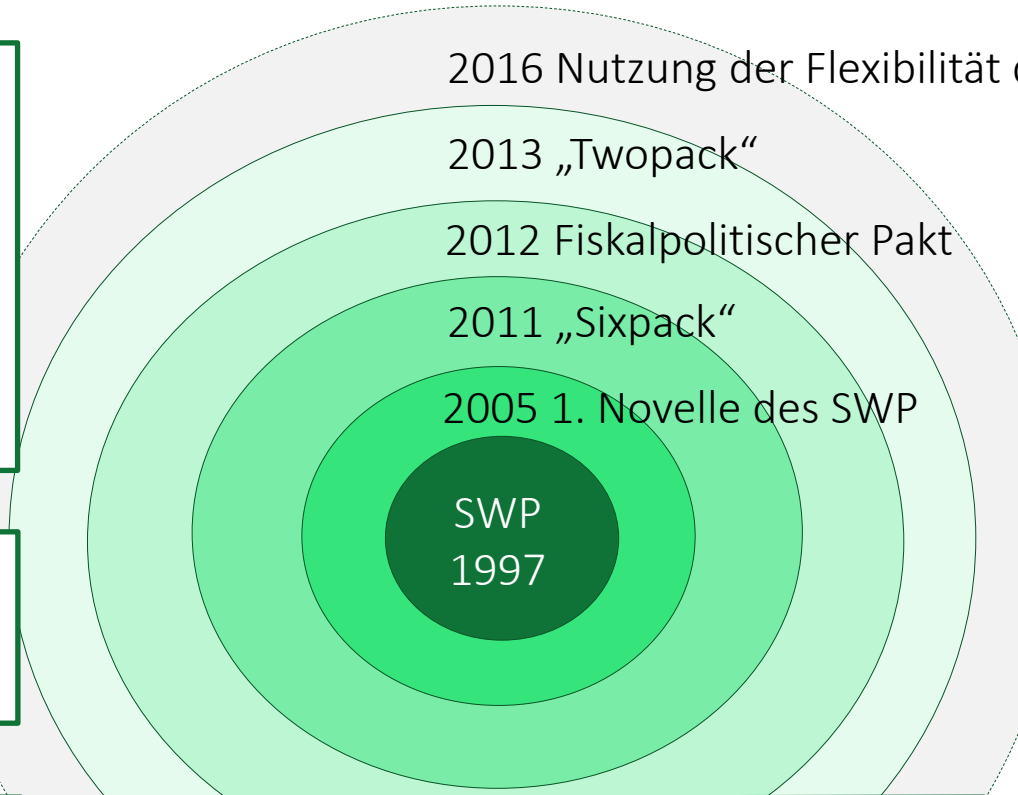 2016 Nutzung der Flexibilität
2013 „Twopack“
2012 Fiskalpolitischer Pakt
2011 „Sixpack“
2005 1. Novelle des SWP
SWP
1997